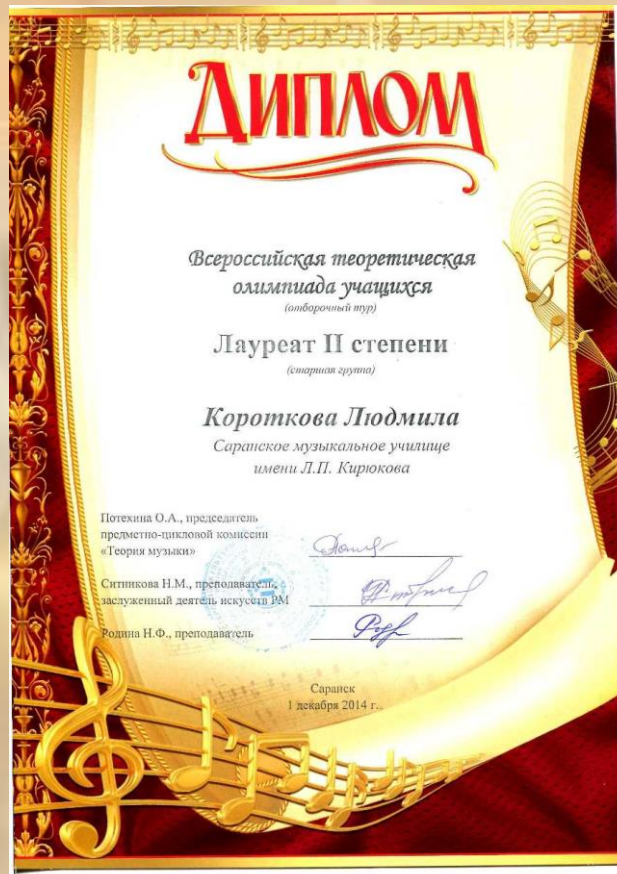 ДИПЛОМ
Всероссийская теоретическая
олимпиада учащихся
(отборочный тур)
Лауреат II степени
(старшая группа)
Короткова Людмила
Саранское музыкальное училище
имени Л.П. Кирюкова
Потехина О.А., председатель
предметно-цикловой комиссии
«Теория музыки»
Ситникова Н.М., преподаватель,
заслуженный деятель искусств РМ
Родина Н.Ф., преподаватель
Саранск
1 декабря 2014 г.